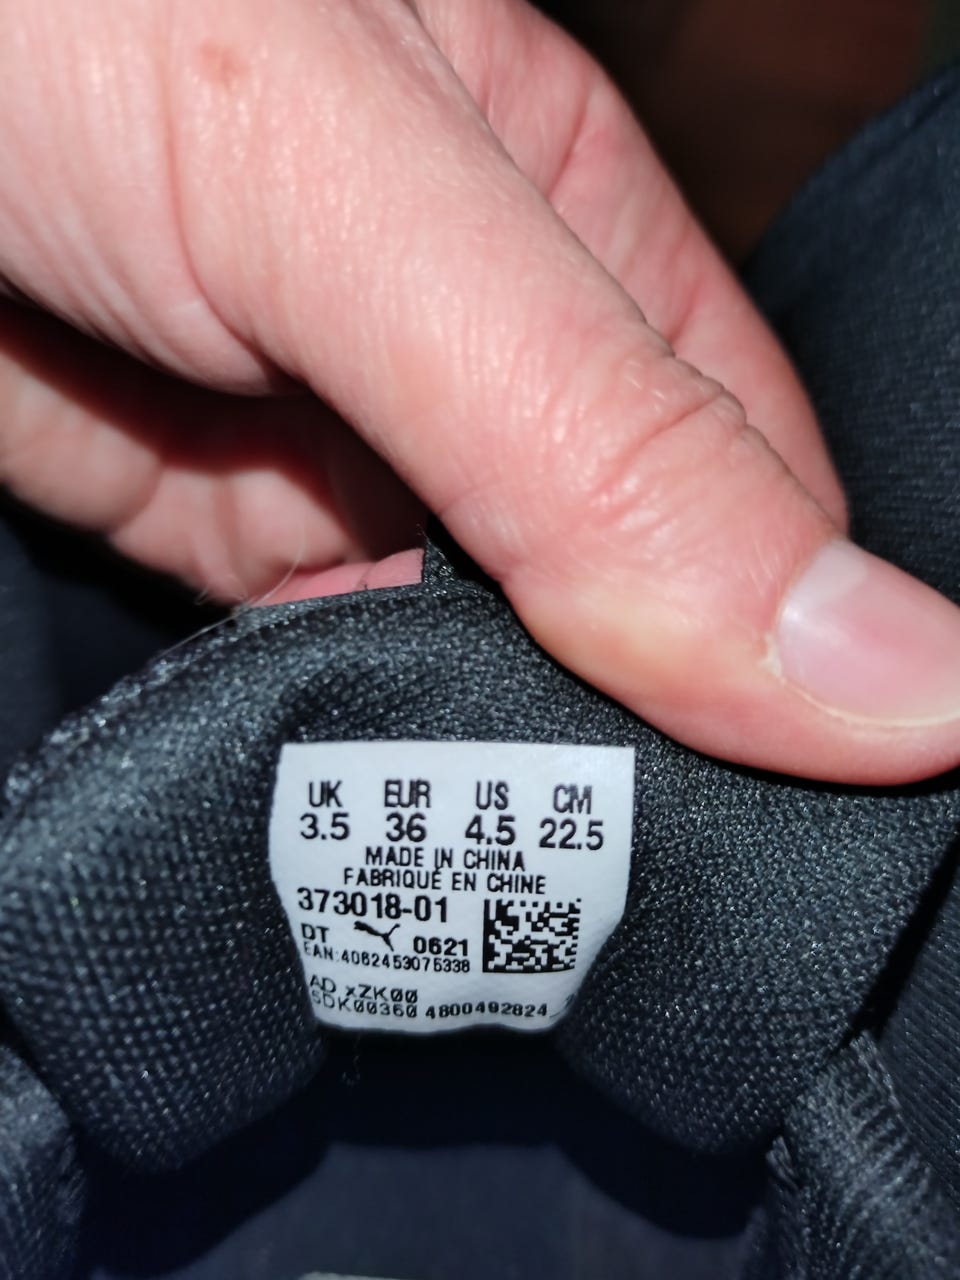 UK EUR US CM
3.5 36 4.5 22.5
MADE IN CHINA
FABRIQUÉ EN CHINE
373018-01
DT 0621
EAN:4062453075338
AD xZK00
SDK00360 4800492824